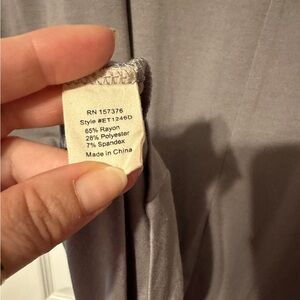 RN 157376
Style #ET1246D
65% Rayon
28% Polyester
7% Spandex
Made in China